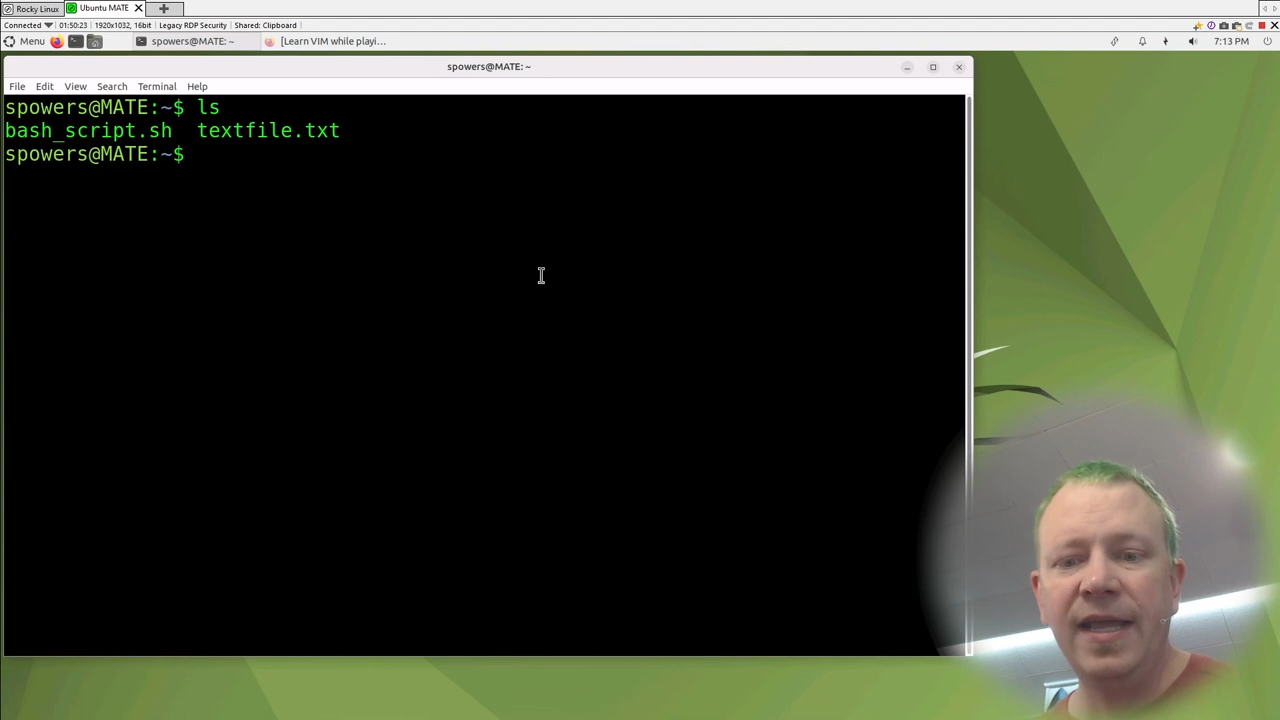 Rocky Linux Ubuntu MATE
Connected 01:50:23 1920x1032, 16bit Legacy RDP Security Shared: Clipboard
Menu spowers@MATE: ~ [Learn VIM while playi... 7:13 PM
spowers@MATE: ~
File Edit View Search Terminal Help
spowers@MATE:~$ ls
bash_script.sh textfile.txt
spowers@MATE:~$